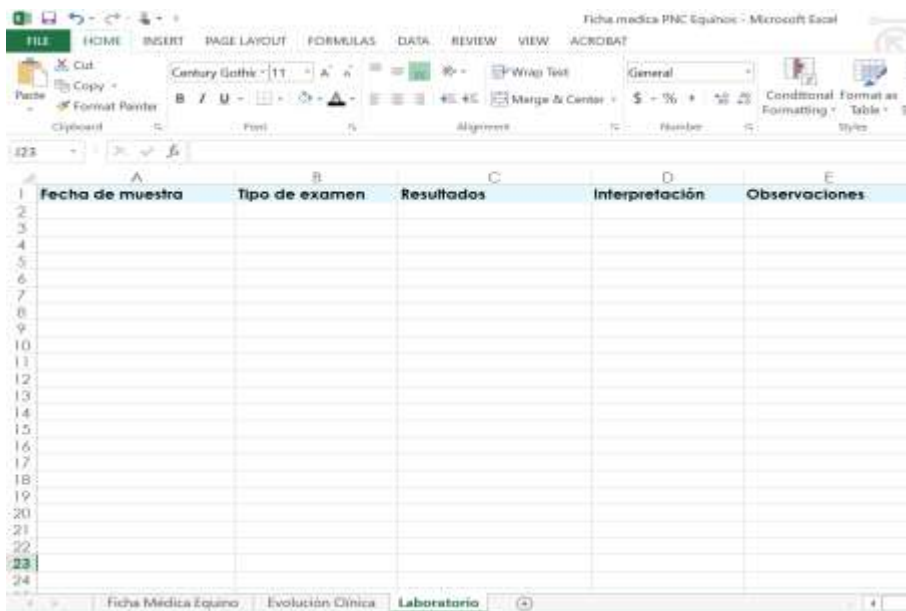 Ficha medica PNC Equinos - Microsoft Excel
FILE HOME INSERT PAGE LAYOUT FORMULAS DATA REVIEW VIEW ACROBAT
Cut
Copy
Format Painter
Paste
Century Gothic 11
Wrap Text
Merge & Center
General
$ %
Conditional Formatting
Format as Table
Clipboard Font Alignment Number Styles
J23
A B C D E
1 Fecha de muestra Tipo de examen Resultados Interpretación Observaciones
2
3
4
5
6
7
8
9
10
11
12
13
14
15
16
17
18
19
20
21
22
23
24
Ficha Médica Equino Evolución Clínica Laboratorio